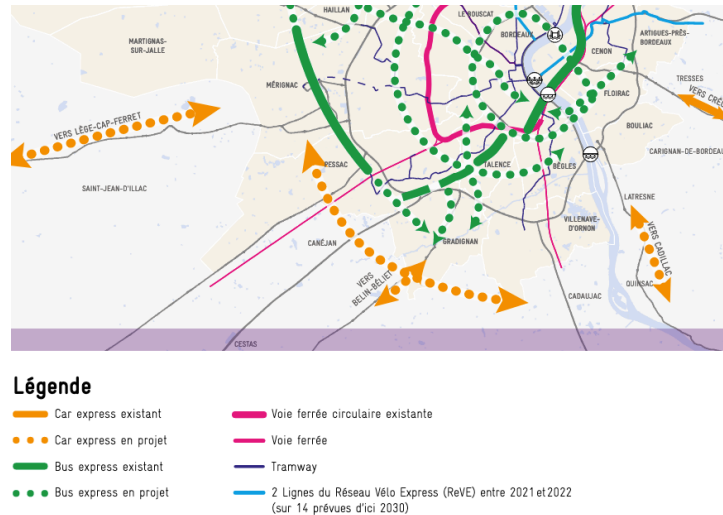 HAILLAN
LE BOUSCAT
BORDEAUX
MARTIGNAS-
SUR-JALLE
CENON
ARTIGUES-PRÈS-
BORDEAUX
MÉRIGNAC
TRESSES
FLOIRAC
VERS CRÉ
VERS LÈGE-CAP-FERRET
BOULIAC
CARIGNAN-DE-BORDEAU
PESSAC
TALENCE
BÈGLES
SAINT-JEAN-D'ILLAC
LATRESNE
VILLENAVE-
D'ORNON
VERS CADILLAC
CANÉJAN
GRADIGNAN
VERS
BELIN-BÉLIET
QUINSAC
CADAUJAC
CESTAS
Légende
Car express existant
Car express en projet
Bus express existant
Bus express en projet
Voie ferrée circulaire existante
Voie ferrée
Tramway
2 Lignes du Réseau Vélo Express (ReVE) entre 2021 et 2022
(sur 14 prévues d'ici 2030)